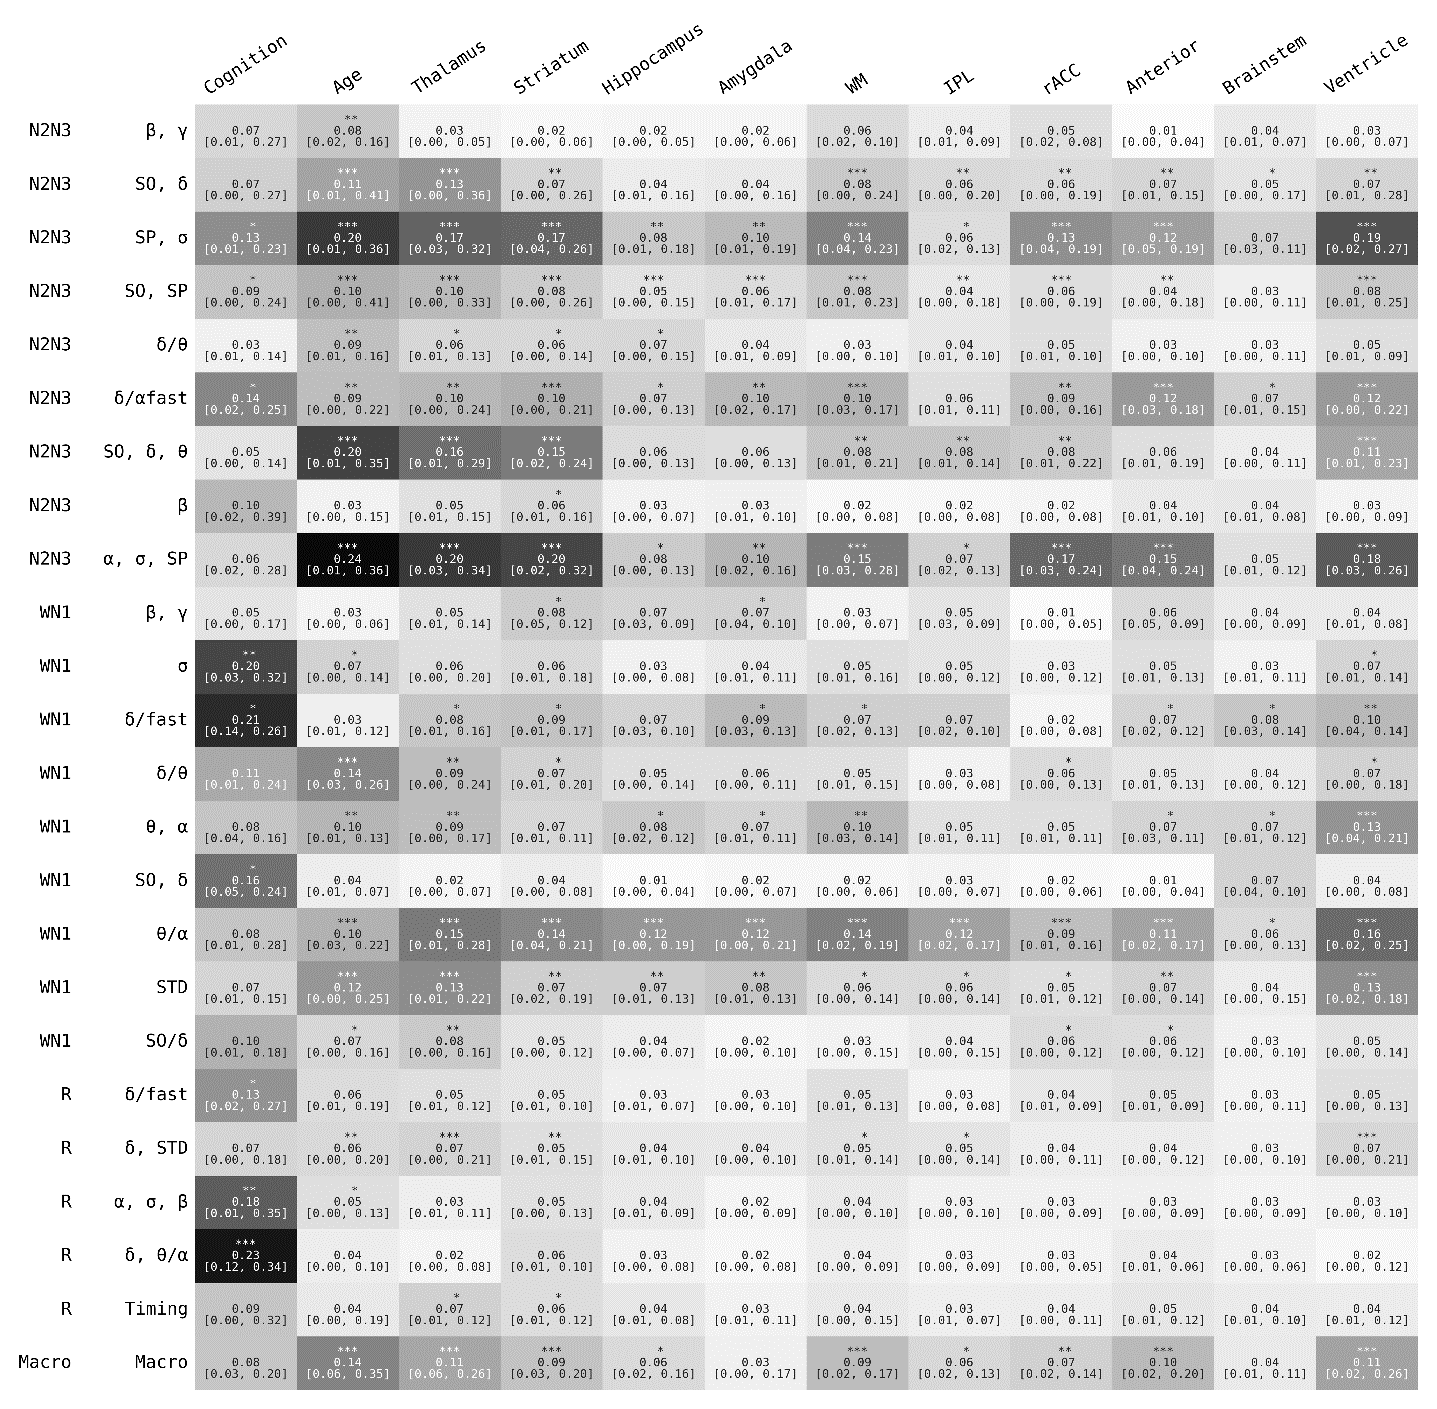 Cognition Age Thalamus Striatum Hippocampus Amygdala WM IPL rACC Anterior Brainstem Ventricle
**
N2N3 β, γ 0.07 0.08 0.03 0.02 0.02 0.02 0.06 0.04 0.05 0.01 0.04 0.03
[0.01, 0.27] [0.02, 0.16] [0.00, 0.05] [0.00, 0.06] [0.00, 0.05] [0.00, 0.06] [0.02, 0.10] [0.01, 0.09] [0.02, 0.08] [0.00, 0.04] [0.01, 0.07] [0.00, 0.07]
*** *** ** *** ** ** ** * **
N2N3 SO, δ 0.07 0.11 0.13 0.07 0.04 0.04 0.08 0.06 0.06 0.07 0.05 0.07
[0.00, 0.27] [0.01, 0.41] [0.00, 0.36] [0.00, 0.26] [0.01, 0.16] [0.01, 0.16] [0.00, 0.24] [0.00, 0.20] [0.00, 0.19] [0.01, 0.15] [0.00, 0.17] [0.01, 0.28]
* *** *** *** ** ** *** * *** *** ***
N2N3 SP, σ 0.13 0.20 0.17 0.17 0.08 0.10 0.14 0.06 0.13 0.12 0.07 0.19
[0.01, 0.23] [0.01, 0.36] [0.03, 0.32] [0.04, 0.26] [0.01, 0.18] [0.01, 0.19] [0.04, 0.23] [0.02, 0.13] [0.04, 0.19] [0.05, 0.19] [0.03, 0.11] [0.02, 0.27]
* *** *** *** *** *** *** ** *** ** ***
N2N3 SO, SP 0.09 0.10 0.10 0.08 0.05 0.06 0.08 0.04 0.06 0.04 0.03 0.08
[0.00, 0.24] [0.00, 0.41] [0.00, 0.33] [0.00, 0.26] [0.00, 0.15] [0.01, 0.17] [0.01, 0.23] [0.00, 0.18] [0.00, 0.19] [0.00, 0.18] [0.00, 0.11] [0.01, 0.25]
** * * *
N2N3 δ/θ 0.03 0.09 0.06 0.06 0.07 0.04 0.03 0.04 0.05 0.03 0.03 0.05
[0.01, 0.14] [0.01, 0.16] [0.01, 0.13] [0.00, 0.14] [0.00, 0.15] [0.01, 0.09] [0.00, 0.10] [0.01, 0.10] [0.01, 0.10] [0.00, 0.10] [0.00, 0.11] [0.01, 0.09]
* ** ** *** * ** *** ** *** * ***
N2N3 δ/αfast 0.14 0.09 0.10 0.10 0.07 0.10 0.10 0.06 0.09 0.12 0.07 0.12
[0.02, 0.25] [0.00, 0.22] [0.00, 0.24] [0.00, 0.21] [0.00, 0.13] [0.02, 0.17] [0.03, 0.17] [0.01, 0.11] [0.00, 0.16] [0.03, 0.18] [0.01, 0.15] [0.00, 0.22]
*** *** *** ** ** ** ***
N2N3 SO, δ, θ 0.05 0.20 0.16 0.15 0.06 0.06 0.08 0.08 0.08 0.06 0.04 0.11
[0.00, 0.14] [0.01, 0.35] [0.01, 0.29] [0.02, 0.24] [0.00, 0.13] [0.00, 0.13] [0.01, 0.21] [0.01, 0.14] [0.01, 0.22] [0.01, 0.19] [0.00, 0.11] [0.01, 0.23]
*
N2N3 β 0.10 0.03 0.05 0.06 0.03 0.03 0.02 0.02 0.02 0.04 0.04 0.03
[0.02, 0.39] [0.00, 0.15] [0.01, 0.15] [0.01, 0.16] [0.00, 0.07] [0.01, 0.10] [0.00, 0.08] [0.00, 0.08] [0.00, 0.08] [0.01, 0.10] [0.01, 0.08] [0.00, 0.09]
*** *** *** * ** *** * *** *** ***
N2N3 α, σ, SP 0.06 0.24 0.20 0.20 0.08 0.10 0.15 0.07 0.17 0.15 0.05 0.18
[0.02, 0.28] [0.01, 0.36] [0.03, 0.34] [0.02, 0.32] [0.00, 0.13] [0.02, 0.16] [0.03, 0.28] [0.02, 0.13] [0.03, 0.24] [0.04, 0.24] [0.01, 0.12] [0.03, 0.26]
* *
WN1 β, γ 0.05 0.03 0.05 0.08 0.07 0.07 0.03 0.05 0.01 0.06 0.04 0.04
[0.00, 0.17] [0.00, 0.06] [0.01, 0.14] [0.05, 0.12] [0.03, 0.09] [0.04, 0.10] [0.00, 0.07] [0.03, 0.09] [0.00, 0.05] [0.05, 0.09] [0.00, 0.09] [0.01, 0.08]
** * *
WN1 σ 0.20 0.07 0.06 0.06 0.03 0.04 0.05 0.05 0.03 0.05 0.03 0.07
[0.03, 0.32] [0.00, 0.14] [0.00, 0.20] [0.01, 0.18] [0.00, 0.08] [0.01, 0.11] [0.01, 0.16] [0.00, 0.12] [0.00, 0.12] [0.01, 0.13] [0.01, 0.11] [0.01, 0.14]
* * * * * * * **
WN1 δ/fast 0.21 0.03 0.08 0.09 0.07 0.09 0.07 0.07 0.02 0.07 0.08 0.10
[0.14, 0.26] [0.01, 0.12] [0.01, 0.16] [0.01, 0.17] [0.03, 0.10] [0.03, 0.13] [0.02, 0.13] [0.02, 0.10] [0.00, 0.08] [0.02, 0.12] [0.03, 0.14] [0.04, 0.14]
*** ** * * *
WN1 δ/θ 0.11 0.14 0.09 0.07 0.05 0.06 0.05 0.03 0.06 0.05 0.04 0.07
[0.01, 0.24] [0.03, 0.26] [0.00, 0.24] [0.01, 0.20] [0.00, 0.14] [0.00, 0.11] [0.01, 0.15] [0.00, 0.08] [0.00, 0.13] [0.01, 0.13] [0.00, 0.12] [0.00, 0.18]
** ** * * ** * * ***
WN1 θ, α 0.08 0.10 0.09 0.07 0.08 0.07 0.10 0.05 0.05 0.07 0.07 0.13
[0.04, 0.16] [0.01, 0.13] [0.00, 0.17] [0.01, 0.11] [0.02, 0.12] [0.01, 0.11] [0.03, 0.14] [0.01, 0.11] [0.01, 0.11] [0.03, 0.11] [0.01, 0.12] [0.04, 0.21]
*
WN1 SO, δ 0.16 0.04 0.02 0.04 0.01 0.02 0.02 0.03 0.02 0.01 0.07 0.04
[0.05, 0.24] [0.01, 0.07] [0.00, 0.07] [0.00, 0.08] [0.00, 0.04] [0.00, 0.07] [0.00, 0.06] [0.00, 0.07] [0.00, 0.06] [0.00, 0.04] [0.04, 0.10] [0.00, 0.08]
*** *** *** *** *** *** *** *** *** * ***
WN1 θ/α 0.08 0.10 0.15 0.14 0.12 0.12 0.14 0.12 0.09 0.11 0.06 0.16
[0.01, 0.28] [0.03, 0.22] [0.01, 0.28] [0.04, 0.21] [0.00, 0.19] [0.00, 0.21] [0.02, 0.19] [0.02, 0.17] [0.01, 0.16] [0.02, 0.17] [0.00, 0.13] [0.02, 0.25]
*** *** ** ** ** * * * ** ***
WN1 STD 0.07 0.12 0.13 0.07 0.07 0.08 0.06 0.06 0.05 0.07 0.04 0.13
[0.01, 0.15] [0.00, 0.25] [0.01, 0.22] [0.02, 0.19] [0.01, 0.13] [0.01, 0.13] [0.00, 0.14] [0.00, 0.14] [0.01, 0.12] [0.00, 0.14] [0.00, 0.15] [0.02, 0.18]
* ** * *
WN1 SO/δ 0.10 0.07 0.08 0.05 0.04 0.02 0.03 0.04 0.06 0.06 0.03 0.05
[0.01, 0.18] [0.00, 0.16] [0.00, 0.16] [0.00, 0.12] [0.00, 0.07] [0.00, 0.10] [0.00, 0.15] [0.00, 0.15] [0.00, 0.12] [0.00, 0.12] [0.00, 0.10] [0.00, 0.14]
*
R δ/fast 0.13 0.06 0.05 0.05 0.03 0.03 0.05 0.03 0.04 0.05 0.03 0.05
[0.02, 0.27] [0.01, 0.19] [0.01, 0.12] [0.01, 0.10] [0.01, 0.07] [0.00, 0.10] [0.01, 0.13] [0.00, 0.08] [0.01, 0.09] [0.01, 0.09] [0.00, 0.11] [0.00, 0.13]
** *** ** * * ***
R δ, STD 0.07 0.06 0.07 0.05 0.04 0.04 0.05 0.05 0.04 0.04 0.03 0.07
[0.00, 0.18] [0.00, 0.20] [0.00, 0.21] [0.01, 0.15] [0.01, 0.10] [0.00, 0.10] [0.01, 0.14] [0.00, 0.14] [0.00, 0.11] [0.00, 0.12] [0.00, 0.10] [0.00, 0.21]
** *
R α, σ, β 0.18 0.05 0.03 0.05 0.04 0.02 0.04 0.03 0.03 0.03 0.03 0.03
[0.01, 0.35] [0.00, 0.13] [0.01, 0.11] [0.00, 0.13] [0.01, 0.09] [0.00, 0.09] [0.00, 0.10] [0.00, 0.10] [0.00, 0.09] [0.00, 0.09] [0.00, 0.09] [0.00, 0.10]
***
R δ, θ/α 0.23 0.04 0.02 0.06 0.03 0.02 0.04 0.03 0.03 0.04 0.03 0.02
[0.12, 0.34] [0.00, 0.10] [0.00, 0.08] [0.01, 0.10] [0.00, 0.08] [0.00, 0.08] [0.00, 0.09] [0.00, 0.09] [0.00, 0.05] [0.01, 0.06] [0.00, 0.06] [0.00, 0.12]
* *
R Timing 0.09 0.04 0.07 0.06 0.04 0.03 0.04 0.03 0.04 0.05 0.04 0.04
[0.00, 0.32] [0.00, 0.19] [0.01, 0.12] [0.01, 0.12] [0.01, 0.08] [0.01, 0.11] [0.00, 0.15] [0.01, 0.07] [0.00, 0.11] [0.01, 0.12] [0.01, 0.10] [0.01, 0.12]
*** *** *** * *** * ** *** ***
Macro Macro 0.08 0.14 0.11 0.09 0.06 0.03 0.09 0.06 0.07 0.10 0.04 0.11
[0.03, 0.20] [0.06, 0.35] [0.06, 0.26] [0.03, 0.20] [0.02, 0.16] [0.00, 0.17] [0.02, 0.17] [0.02, 0.13] [0.02, 0.14] [0.02, 0.20] [0.01, 0.11] [0.02, 0.26]